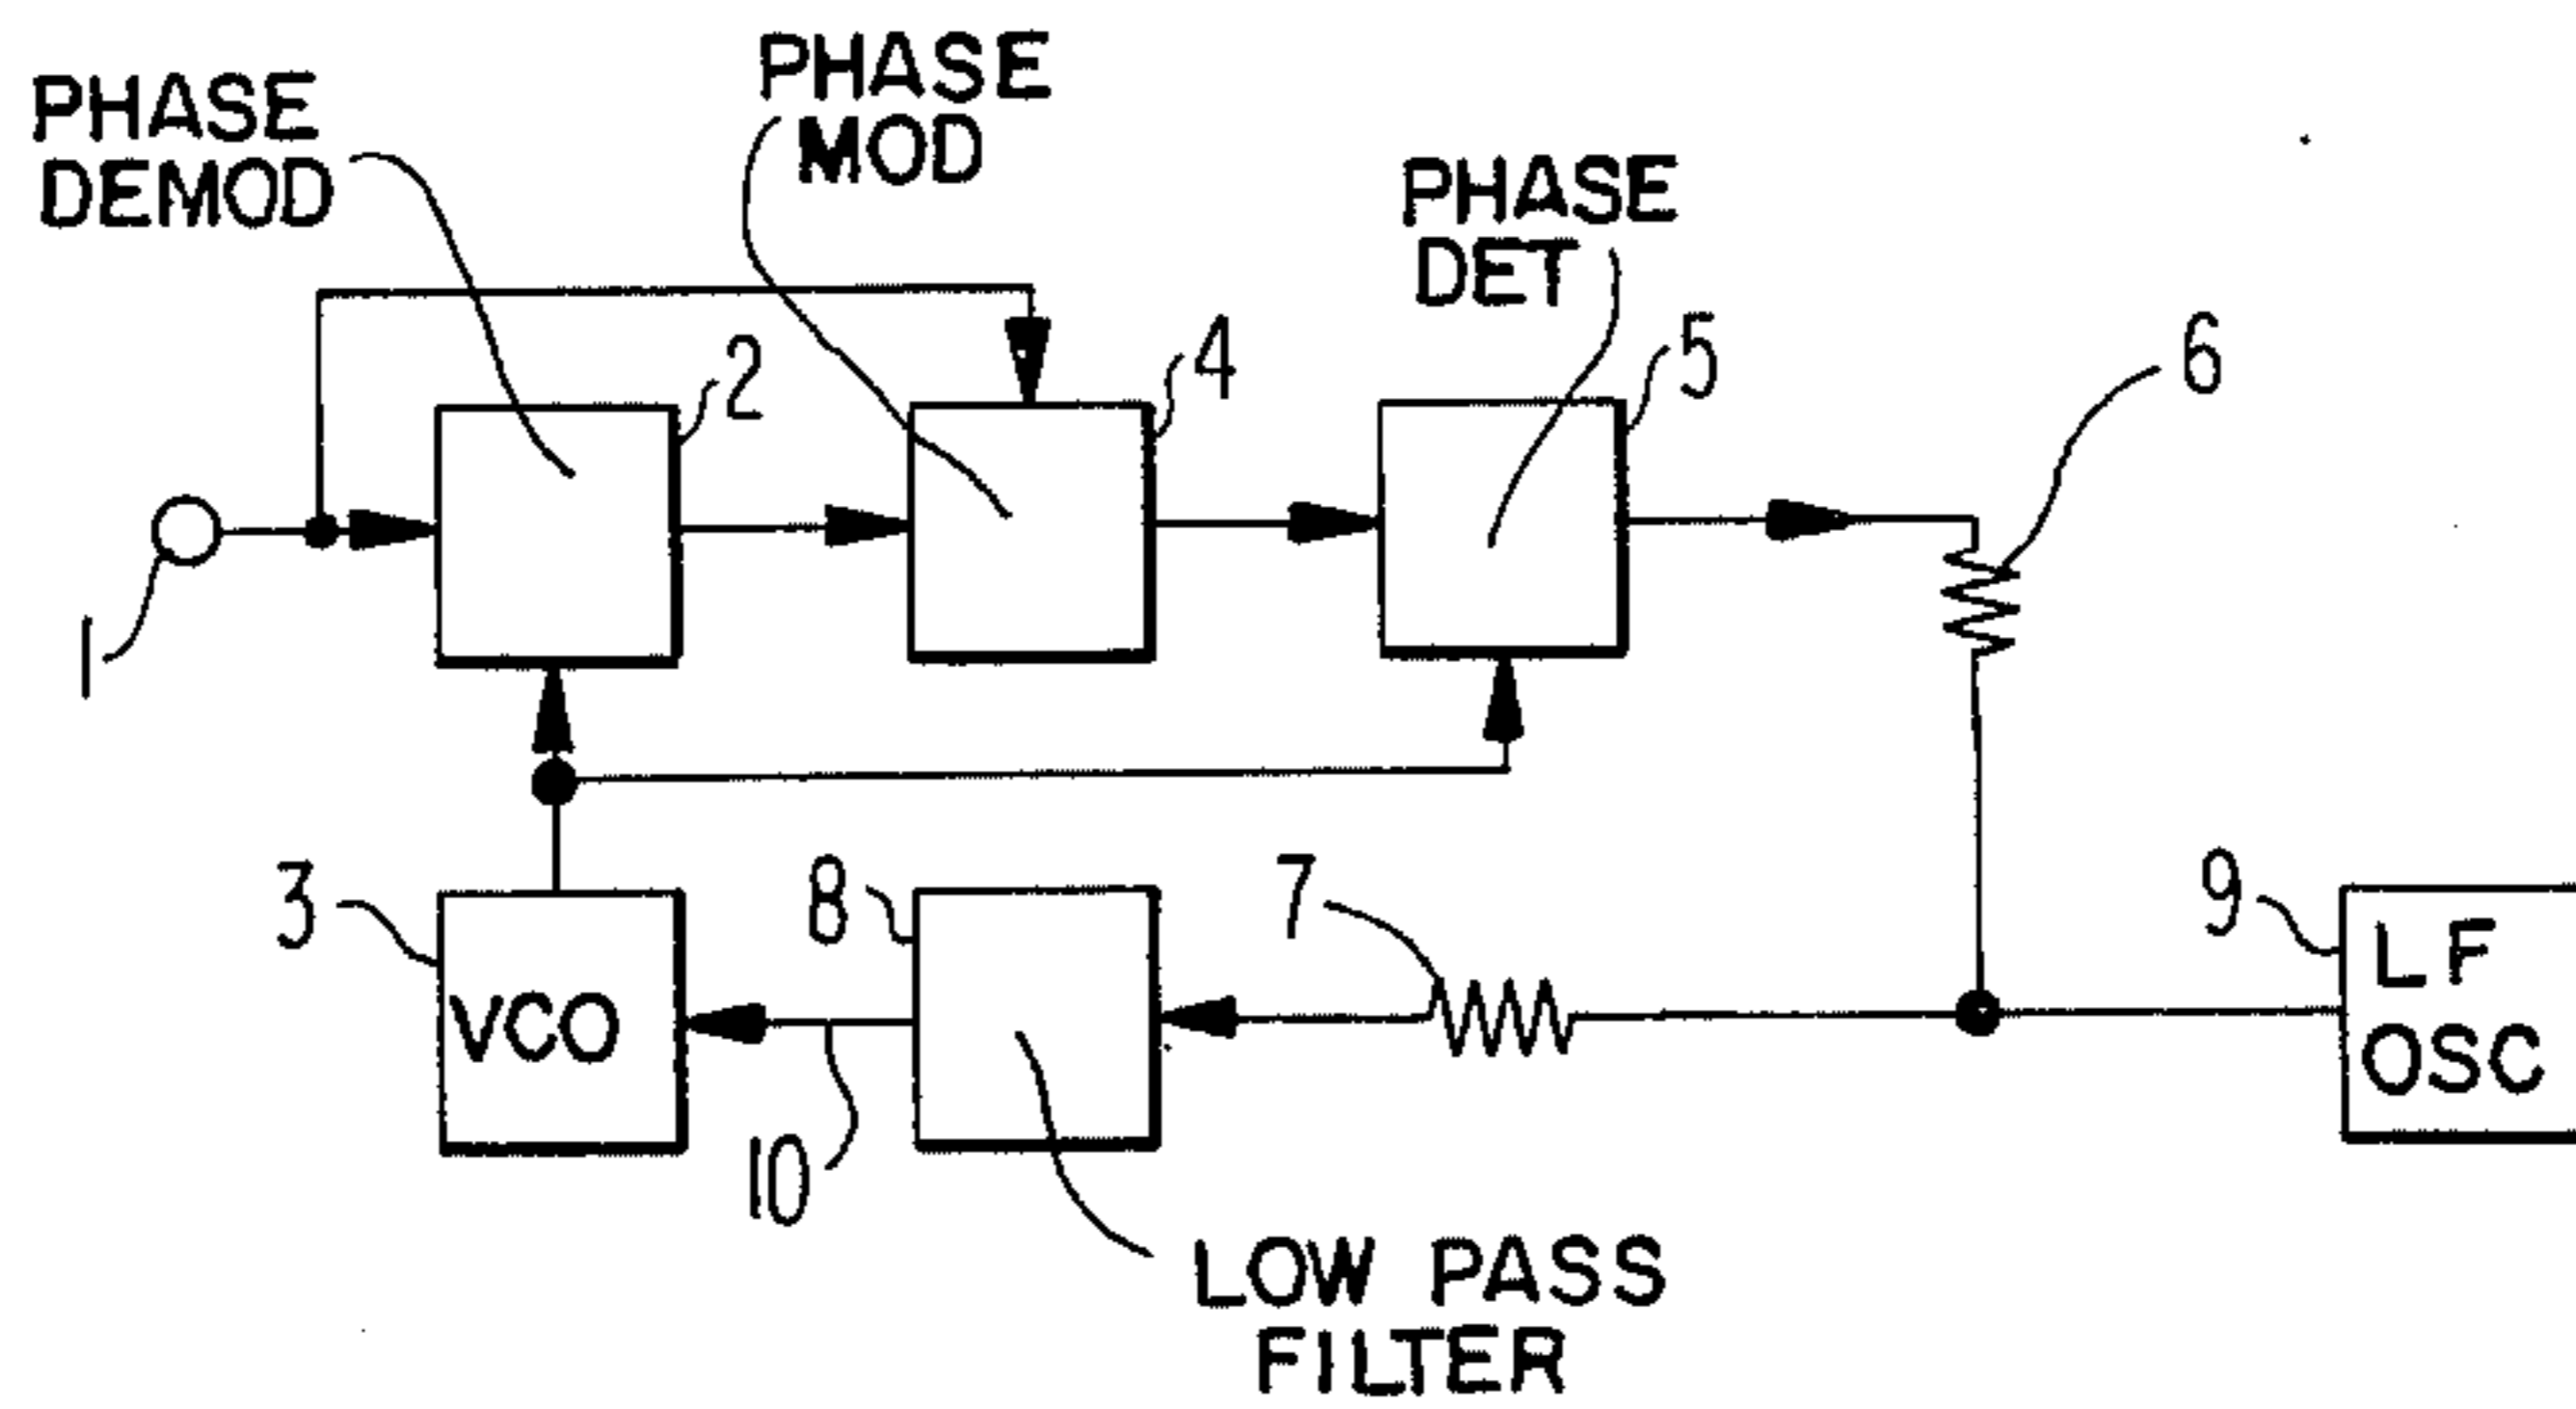 PHASE
DEMOD
PHASE
MOD
PHASE
DET
2
4
5
6
1
3
VCO
8
10
7
9
LF
OSC
LOW PASS
FILTER